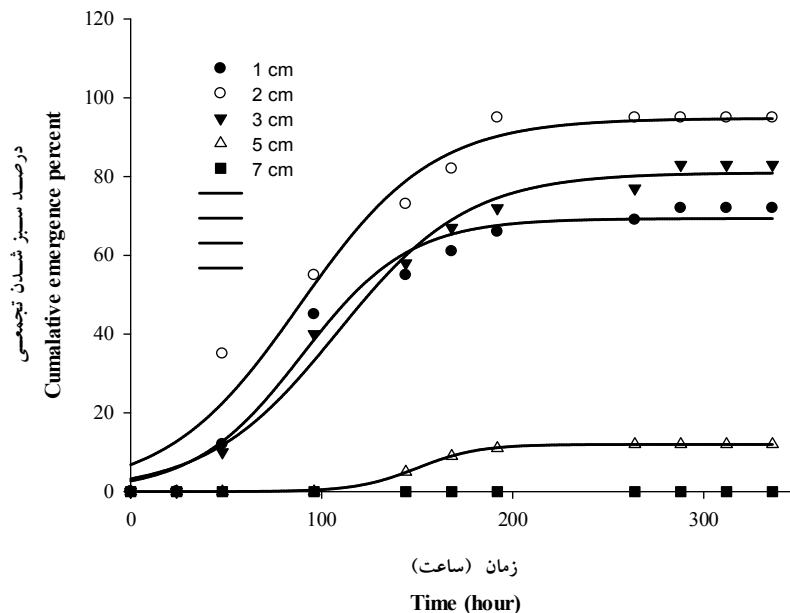 درصد سبز شدن تجمعی
Cumalative emergence percent
120
100
80
60
40
20
0
1 cm
2 cm
3 cm
5 cm
7 cm
0 100 200 300
زمان (ساعت)
Time (hour)